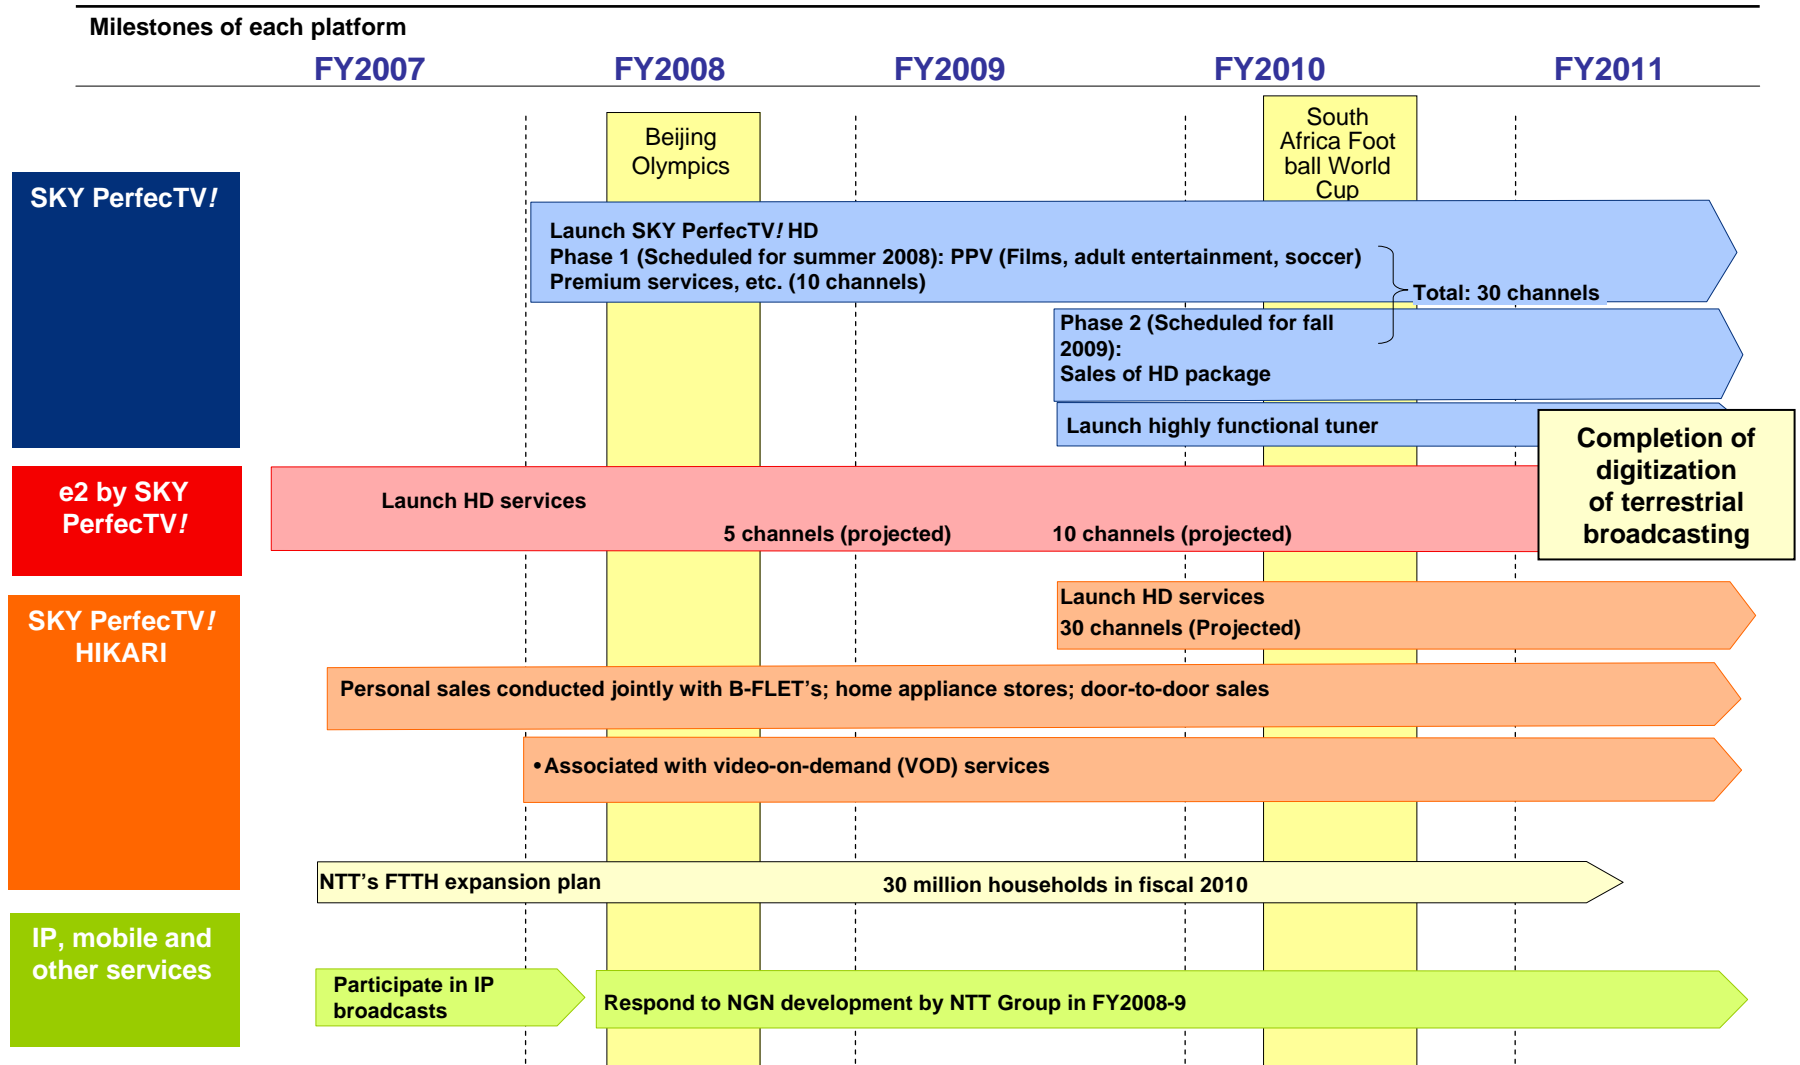 Milestones of each platform
FY2007 FY2008 FY2009 FY2010 FY2011
Beijing
Olympics
South
Africa Foot
ball World
Cup
SKY PerfecTV!
Launch SKY PerfecTV! HD
Phase 1 (Scheduled for summer 2008): PPV (Films, adult entertainment, soccer)
Premium services, etc. (10 channels)
Total: 30 channels
Phase 2 (Scheduled for fall
2009):
Sales of HD package
Launch highly functional tuner
Completion of
digitization
of terrestrial
broadcasting
e2 by SKY
PerfecTV!
Launch HD services
5 channels (projected)
10 channels (projected)
SKY PerfecTV!
HIKARI
Launch HD services
30 channels (Projected)
Personal sales conducted jointly with B-FLET's; home appliance stores; door-to-door sales
•Associated with video-on-demand (VOD) services
NTT's FTTH expansion plan
30 million households in fiscal 2010
IP, mobile and
other services
Participate in IP
broadcasts
Respond to NGN development by NTT Group in FY2008-9